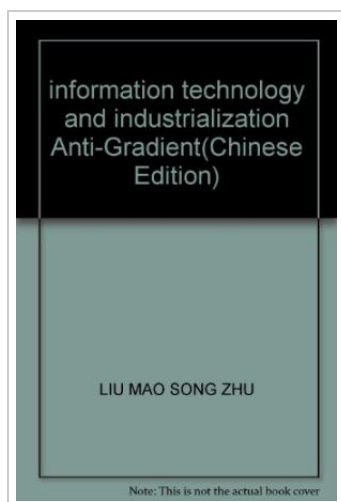 information technology
and industrialization
Anti-Gradient(Chinese
Edition)
LIU MAO SONG ZHU
Note: This is not the actual book cover